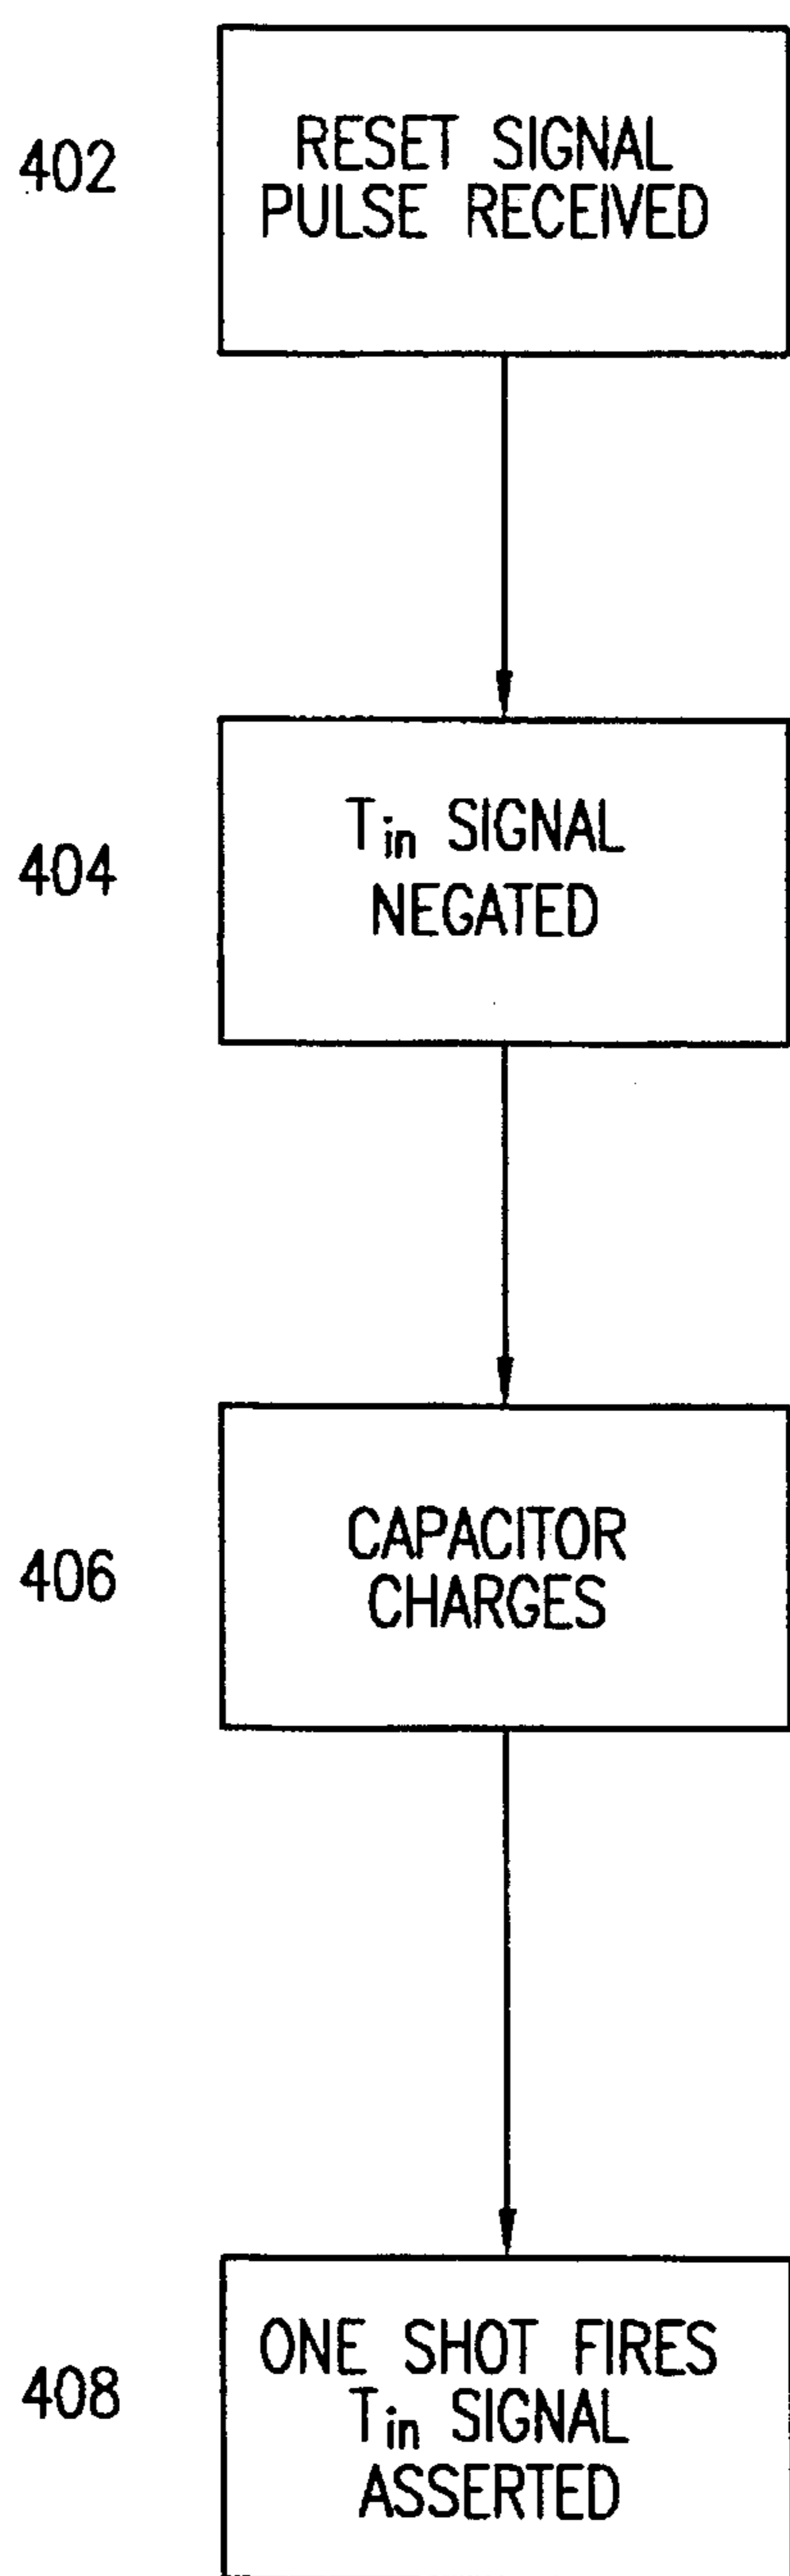 402
RESET SIGNAL
PULSE RECEIVED
404
Tin SIGNAL
NEGATED
406
CAPACITOR
CHARGES
408
ONE SHOT FIRES
Tin SIGNAL
ASSERTED